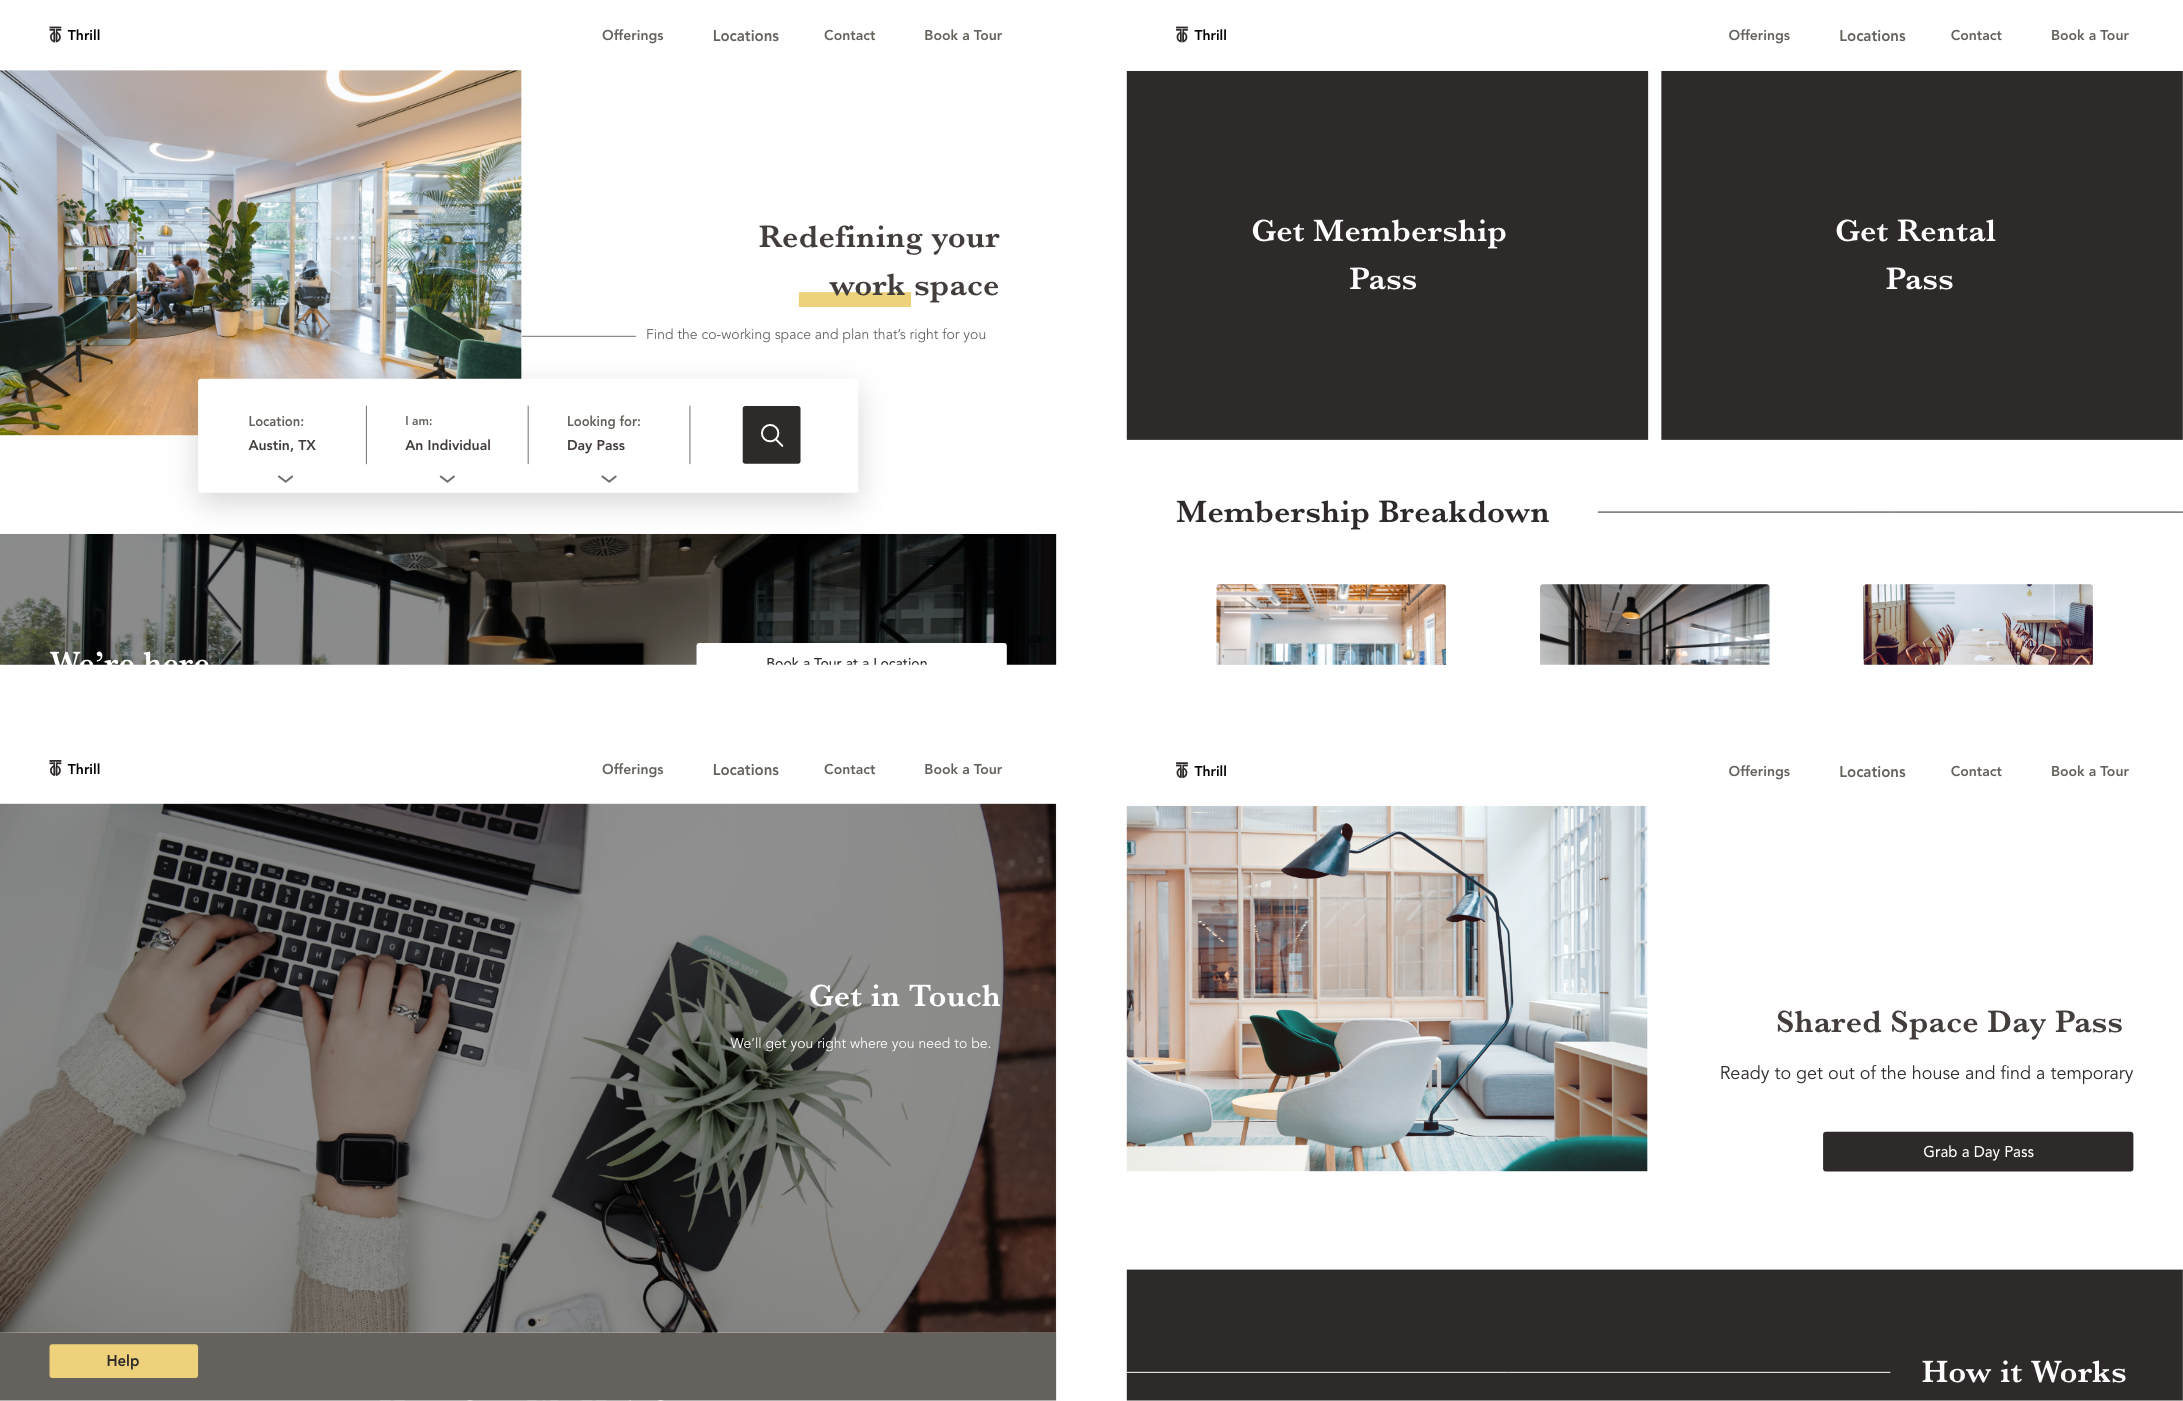 Thrill
Offerings
Locations
Contact
Book a Tour
Redefining your
work space
Find the co-working space and plan that’s right for you
Location:
Austin, TX
I am:
An Individual
Looking for:
Day Pass
We’re here
Book a Tour at a Location
Thrill
Offerings
Locations
Contact
Book a Tour
Get Membership
Pass
Get Rental
Pass
Membership Breakdown
Thrill
Offerings
Locations
Contact
Book a Tour
SAVE YOUR SPOT
Get in Touch
We’ll get you right where you need to be.
Help
Thrill
Offerings
Locations
Contact
Book a Tour
Shared Space Day Pass
Ready to get out of the house and find a temporary
Grab a Day Pass
How it Works